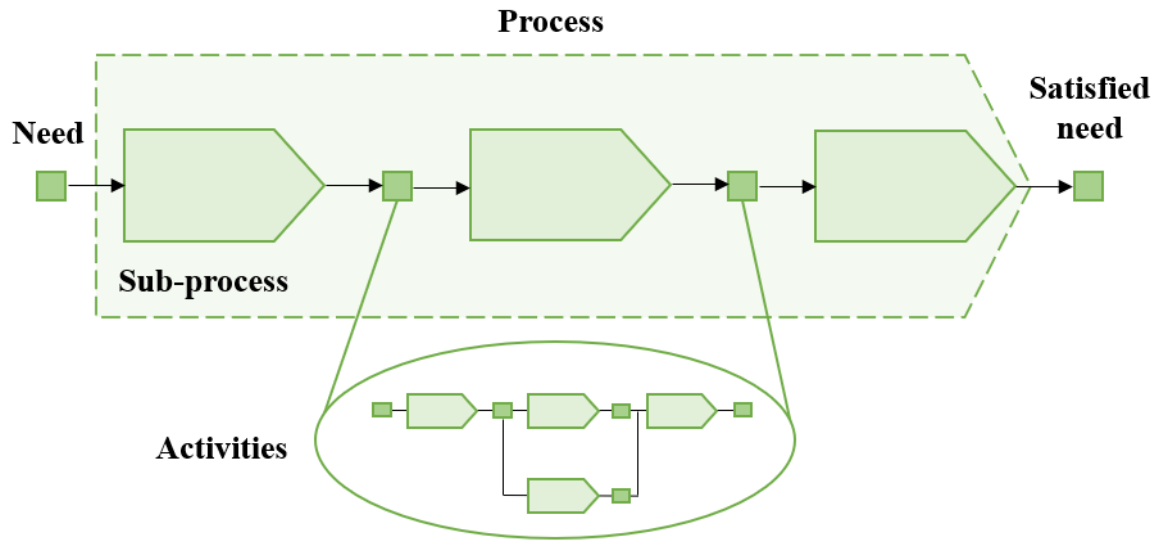 Process
Need
Satisfied
need
Sub-process
Activities